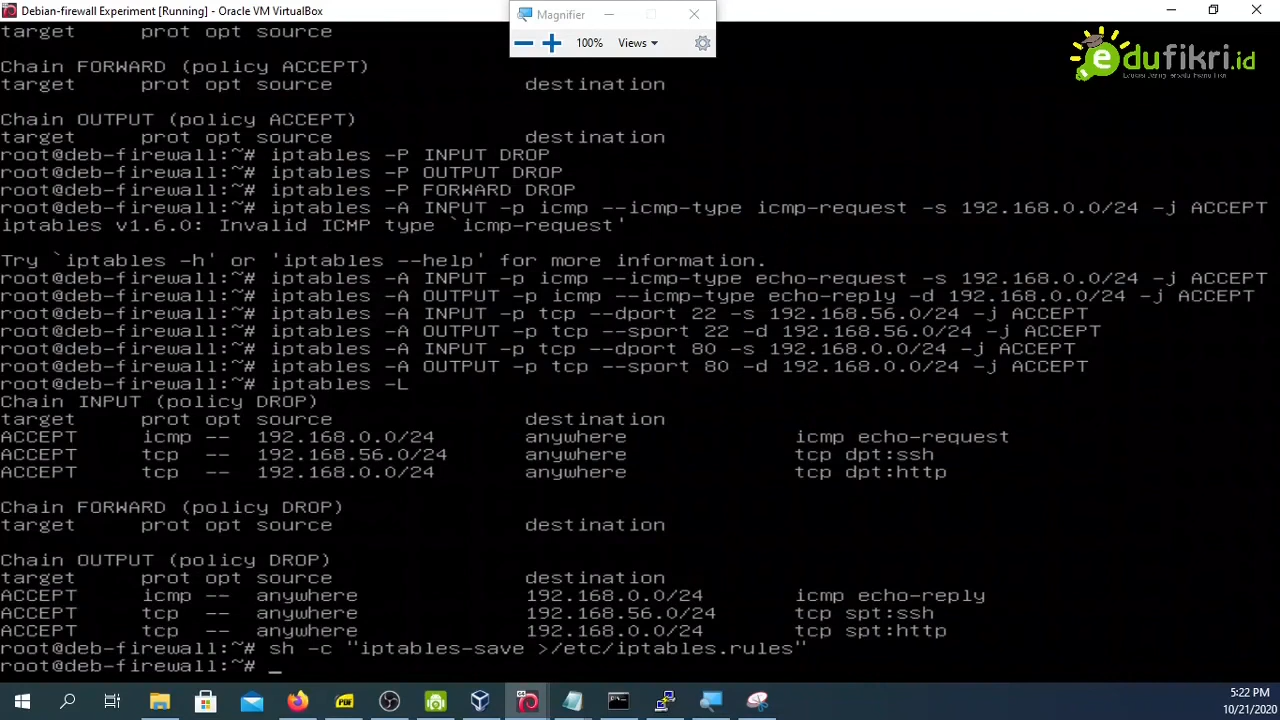 Debian-firewall Experiment [Running] - Oracle VM VirtualBox
Magnifier
100% Views
edufikri.id
target prot opt source
Chain FORWARD (policy ACCEPT)
target prot opt source destination
Chain OUTPUT (policy ACCEPT)
target prot opt source destination
root@deb-firewall:~# iptables -P INPUT DROP
root@deb-firewall:~# iptables -P OUTPUT DROP
root@deb-firewall:~# iptables -P FORWARD DROP
root@deb-firewall:~# iptables -A INPUT -p icmp --icmp-type icmp-request -s 192.168.0.0/24 -j ACCEPT
iptables v1.6.0: Invalid ICMP type `icmp-request'
Try `iptables -h' or 'iptables --help' for more information.
root@deb-firewall:~# iptables -A INPUT -p icmp --icmp-type echo-request -s 192.168.0.0/24 -j ACCEPT
root@deb-firewall:~# iptables -A OUTPUT -p icmp --icmp-type echo-reply -d 192.168.0.0/24 -j ACCEPT
root@deb-firewall:~# iptables -A INPUT -p tcp --dport 22 -s 192.168.56.0/24 -j ACCEPT
root@deb-firewall:~# iptables -A OUTPUT -p tcp --sport 22 -d 192.168.56.0/24 -j ACCEPT
root@deb-firewall:~# iptables -A INPUT -p tcp --dport 80 -s 192.168.0.0/24 -j ACCEPT
root@deb-firewall:~# iptables -A OUTPUT -p tcp --sport 80 -d 192.168.0.0/24 -j ACCEPT
root@deb-firewall:~# iptables -L
Chain INPUT (policy DROP)
target prot opt source destination
ACCEPT icmp -- 192.168.0.0/24 anywhere icmp echo-request
ACCEPT tcp -- 192.168.56.0/24 anywhere tcp dpt:ssh
ACCEPT tcp -- 192.168.0.0/24 anywhere tcp dpt:http
Chain FORWARD (policy DROP)
target prot opt source destination
Chain OUTPUT (policy DROP)
target prot opt source destination
ACCEPT icmp -- anywhere 192.168.0.0/24 icmp echo-reply
ACCEPT tcp -- anywhere 192.168.56.0/24 tcp spt:ssh
ACCEPT tcp -- anywhere 192.168.0.0/24 tcp spt:http
root@deb-firewall:~# sh -c "iptables-save >/etc/iptables.rules"
root@deb-firewall:~# _
5:22 PM
10/21/2020